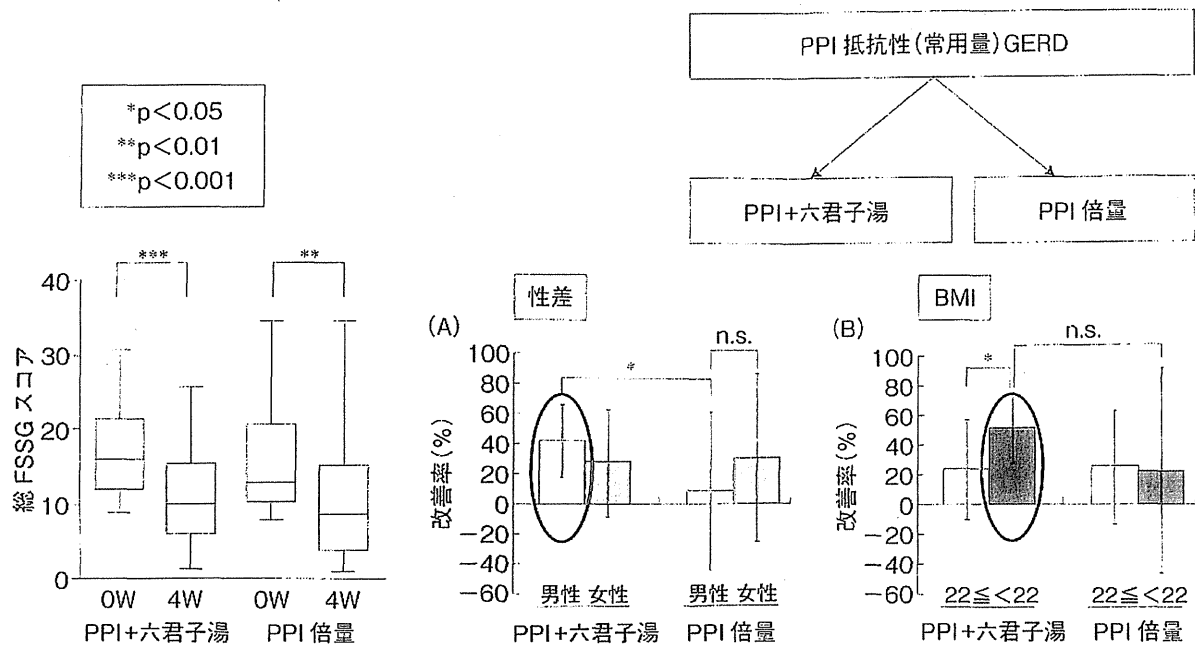 PPI 抵抗性(常用量)GERD
*p<0.05
**p<0.01
***p<0.001
PPI+六君子湯
PPI 倍量
***
**
総 FSSG スコア
40
30
20
10
0
0W 4W 0W 4W
PPI+六君子湯 PPI 倍量
性差
(A)
n.s.
*
改善率(%)
100
80
60
40
20
0
−20
−40
−60
男性 女性 男性 女性
PPI+六君子湯 PPI 倍量
BMI
(B)
n.s.
*
改善率(%)
100
80
60
40
20
0
−20
−40
−60
22≦ <22 22≦ <22
PPI+六君子湯 PPI 倍量